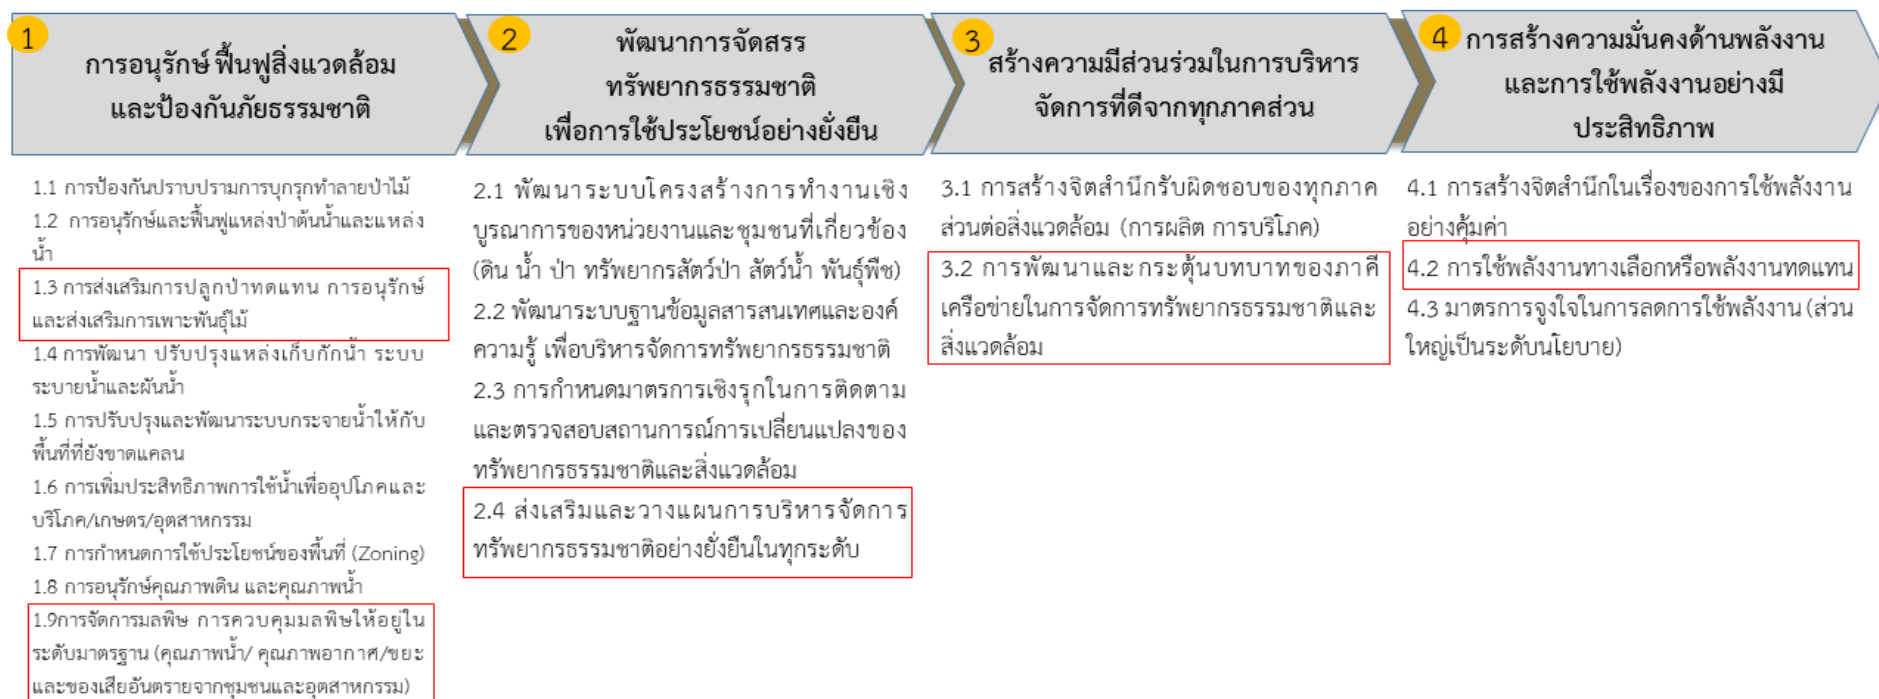 1
การอนุรักษ์ ฟื้นฟูสิ่งแวดล้อม
และป้องกันภัยธรรมชาติ
2
พัฒนาการจัดสรร
ทรัพยากรธรรมชาติ
เพื่อการใช้ประโยชน์อย่างยั่งยืน
3
สร้างความมีส่วนร่วมในการบริหาร
จัดการที่ดีจากทุกภาคส่วน
4
การสร้างความมั่นคงด้านพลังงาน
และการใช้พลังงานอย่างมี
ประสิทธิภาพ
1.1 การป้องกันปราบปรามการบุกรุกทำลายป่าไม้
1.2 การอนุรักษ์และฟื้นฟูแหล่งป่าต้นน้ำและแหล่ง
น้ำ
1.3 การส่งเสริมการปลูกป่าทดแทน การอนุรักษ์
และส่งเสริมการเพาะพันธุ์ไม้
1.4 การพัฒนา ปรับปรุงแหล่งเก็บกักน้ำ ระบบ
ระบายน้ำและผันน้ำ
1.5 การปรับปรุงและพัฒนาระบบกระจายน้ำให้กับ
พื้นที่ที่ยังขาดแคลน
1.6 การเพิ่มประสิทธิภาพการใช้น้ำเพื่ออุปโภคและ
บริโภค/เกษตร/อุตสาหกรรม
1.7 การกำหนดการใช้ประโยชน์ของพื้นที่ (Zoning)
1.8 การอนุรักษ์คุณภาพดิน และคุณภาพน้ำ
1.9การจัดการมลพิษ การควบคุมมลพิษให้อยู่ใน
ระดับมาตรฐาน (คุณภาพน้ำ/ คุณภาพอากาศ/ขยะ
และของเสียอันตรายจากชุมชนและอุตสาหกรรม)
2.1 พัฒนาระบบโครงสร้างการทำงานเชิง
บูรณาการของหน่วยงานและชุมชนที่เกี่ยวข้อง
(ดิน น้ำ ป่า ทรัพยากรสัตว์ป่า สัตว์น้ำ พันธุ์พืช)
2.2 พัฒนาระบบฐานข้อมูลสารสนเทศและองค์
ความรู้ เพื่อบริหารจัดการทรัพยากรธรรมชาติ
2.3 การกำหนดมาตรการเชิงรุกในการติดตาม
และตรวจสอบสถานการณ์การเปลี่ยนแปลงของ
ทรัพยากรธรรมชาติและสิ่งแวดล้อม
2.4 ส่งเสริมและวางแผนการบริหารจัดการ
ทรัพยากรธรรมชาติอย่างยั่งยืนในทุกระดับ
3.1 การสร้างจิตสำนึกรับผิดชอบของทุกภาค
ส่วนต่อสิ่งแวดล้อม (การผลิต การบริโภค)
3.2 การพัฒนาและกระตุ้นบทบาทของภาคี
เครือข่ายในการจัดการทรัพยากรธรรมชาติและ
สิ่งแวดล้อม
4.1 การสร้างจิตสำนึกในเรื่องของการใช้พลังงาน
อย่างคุ้มค่า
4.2 การใช้พลังงานทางเลือกหรือพลังงานทดแทน
4.3 มาตรการจูงใจในการลดการใช้พลังงาน (ส่วน
ใหญ่เป็นระดับนโยบาย)